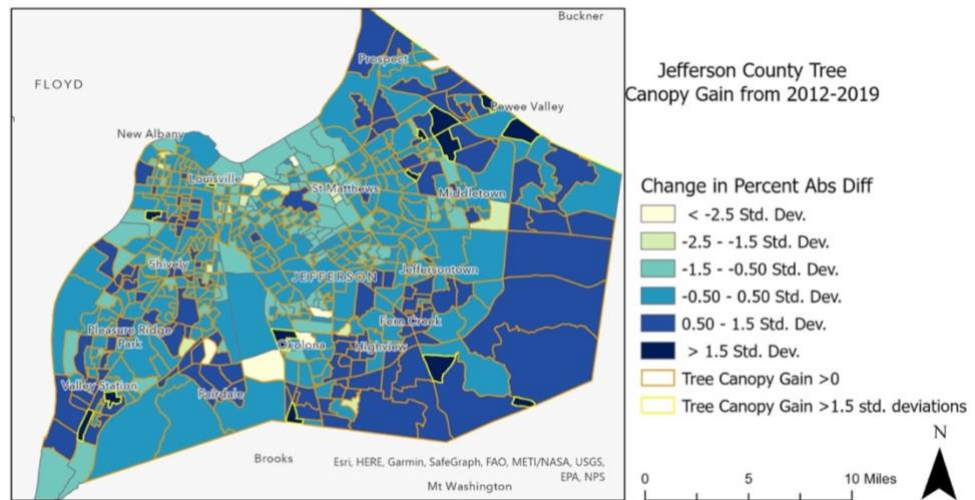 Buckner
Prospect
FLOYD
Jefferson County Tree
Canopy Gain from 2012-2019
Pewee Valley
New Albany
Louisville
St Matthews
Middletown
Change in Percent Abs Diff
< -2.5 Std. Dev.
-2.5 - -1.5 Std. Dev.
-1.5 - -0.50 Std. Dev.
-0.50 - 0.50 Std. Dev.
0.50 - 1.5 Std. Dev.
> 1.5 Std. Dev.
Tree Canopy Gain >0
Tree Canopy Gain >1.5 std. deviations
Shively
JEFFERSON
Jeffersontown
Fern Creek
Pleasure Ridge
Park
Okolona
Highview
Valley Station
Fairdale
Brooks
Esri, HERE, Garmin, SafeGraph, FAO, METI/NASA, USGS,
EPA, NPS
Mt Washington
N
0 5 10 Miles